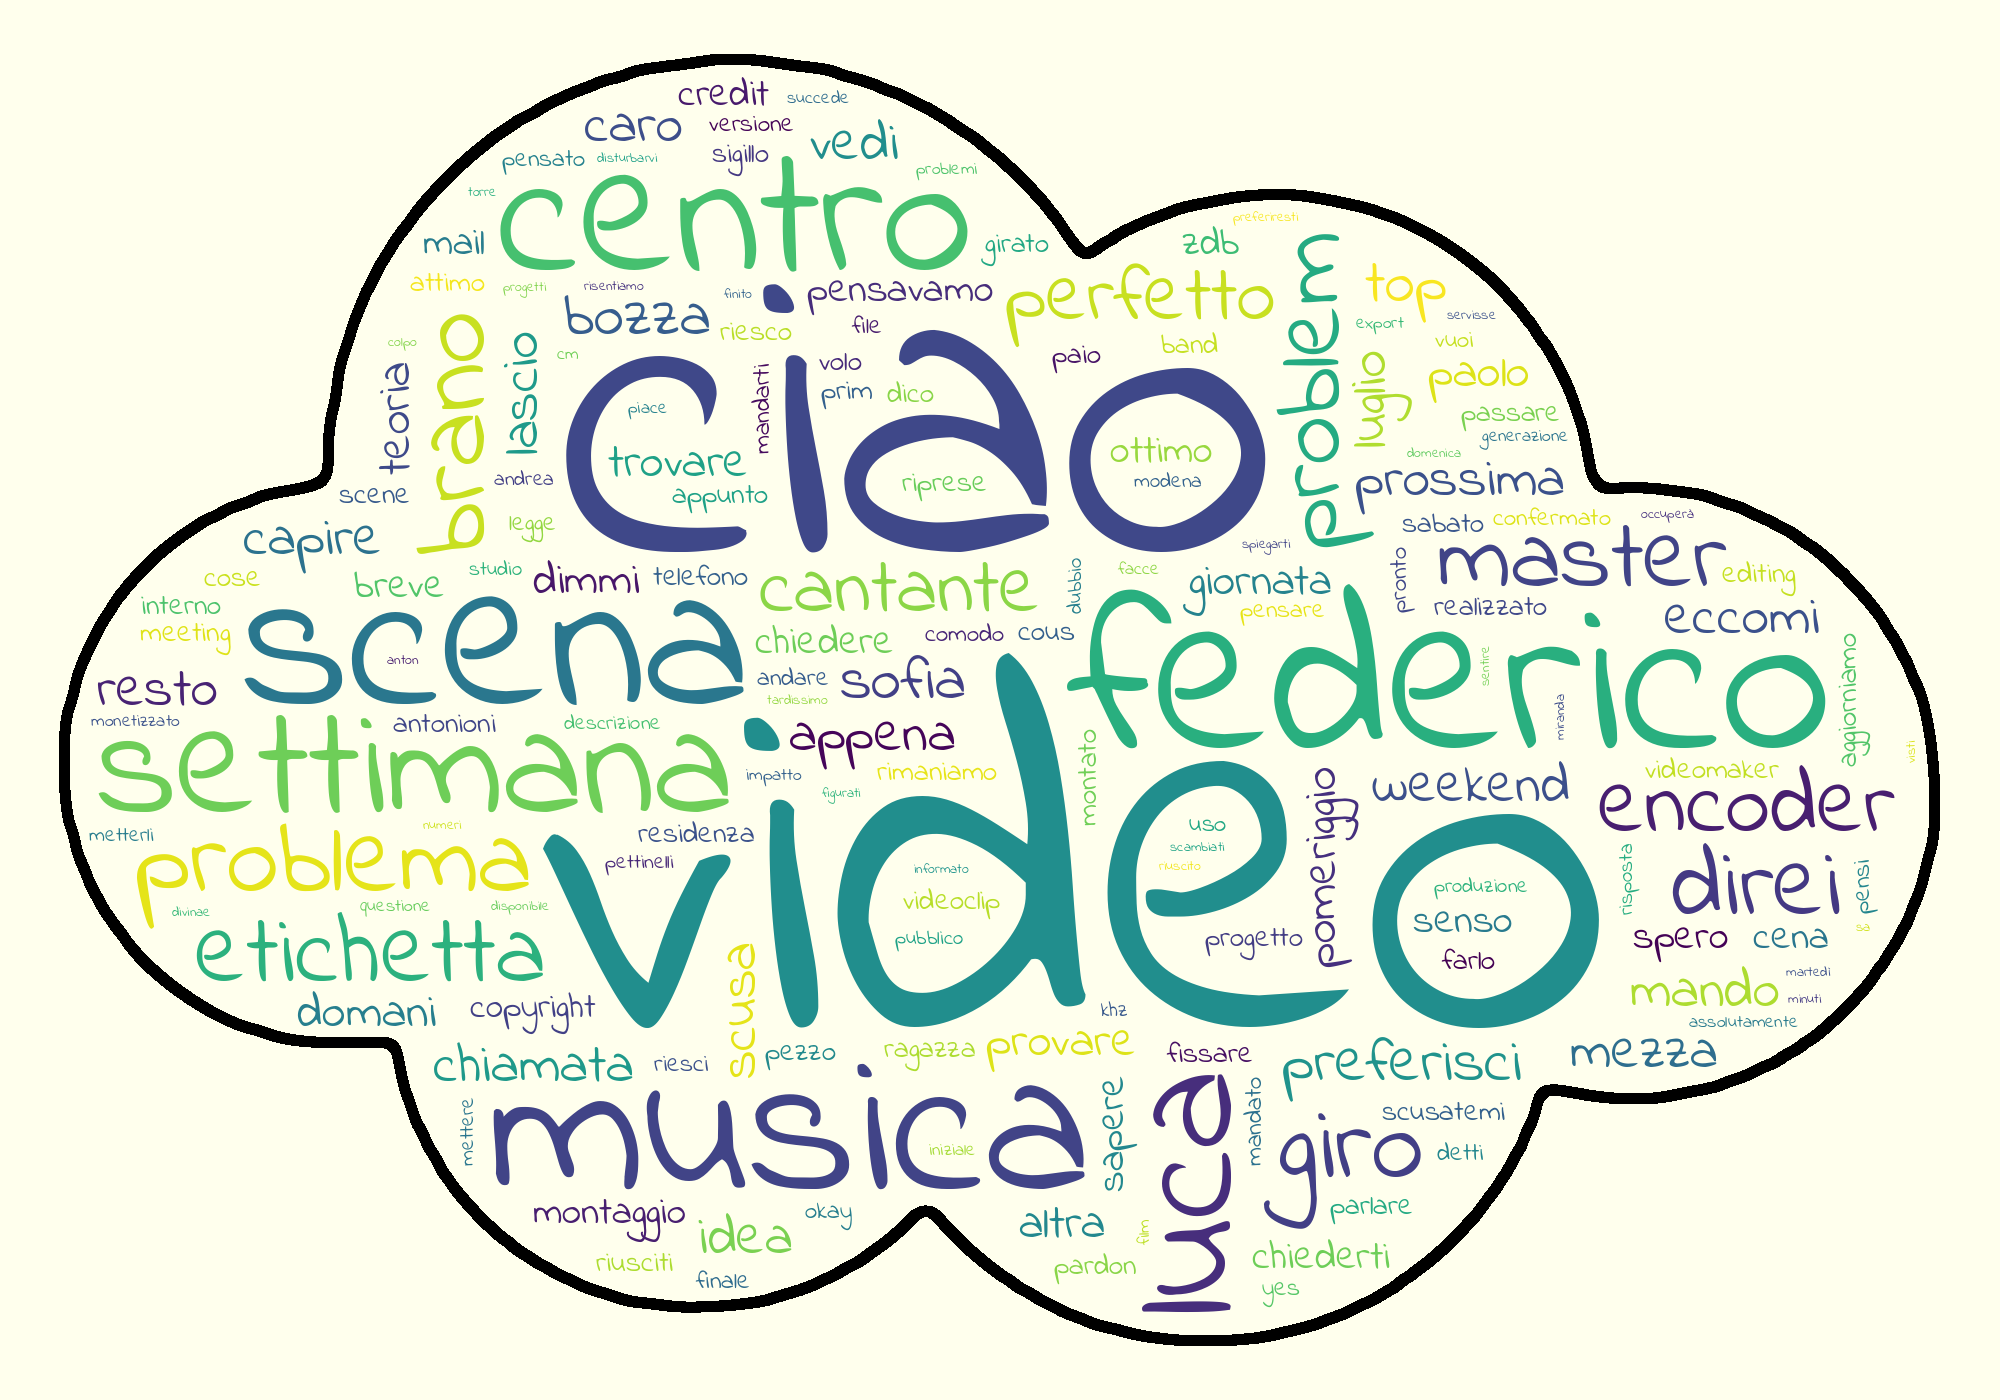 credit
succede
caro
versione
vedi
pensato
disturbarvi
sigillo
problemi
torre
centro
mail
girato
zdb
preferiresti
attimo
progetti
risentiamo
finito
pensavamo
perfetto
problem
top
servisse
bozza
riesco
file
export
colpo
brano
lascio
cm
ciao
volo
paio
band
vuoi
teoria
mandarti
prim
dico
luglio
paolo
piace
passare
trovare
ottimo
generazione
domenica
andrea
appunto
riprese
modena
prossima
scene
legge
sabato
confermato
occuperà
capire
spiegarti
master
cose
breve
studio
dimmi
telefono
cantante
dubbio
facce
giornata
pronto
editing
interno
pensare
realizzato
eccomi
meeting
scena
chiedere
comodo
cous
federico
anton
andare
sofia
sentire
aggiorniamo
resto
tardissimo
miranda
monetizzato
antonioni
descrizione
appena
visti
settimana
video
impatto
rimaniamo
montato
weekend
videomaker
figurati
pomeriggio
encoder
metterli
numeri
residenza
uso
problema
pettinelli
scambiati
informato
riuscito
risposta
direi
pensi
divinae
questione
disponibile
videoclip
produzione
etichetta
pubblico
progetto
senso
spero
cena
sa
scusa
farlo
martedì
mando
minuti
domani
copyright
khz
assolutamente
chiamata
riesci
pezzo
ragazza
provare
fissare
preferisci
mezza
mettere
musica
sapere
luca
mandato
scusatemi
iniziale
giro
detti
montaggio
okay
altra
film
parlare
idea
riusciti
pardon
chiederti
finale
yes